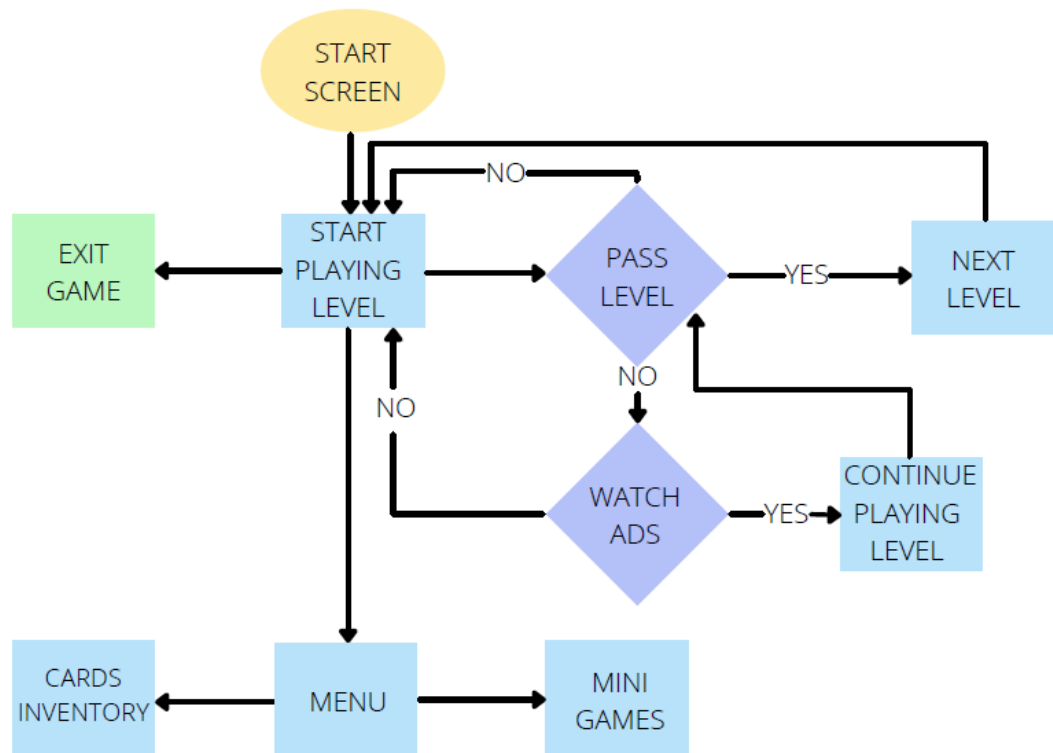 START
SCREEN
NO
EXIT
GAME
START
PLAYING
LEVEL
PASS
LEVEL
YES
NEXT
LEVEL
NO
NO
WATCH
ADS
YES
CONTINUE
PLAYING
LEVEL
CARDS
INVENTORY
MENU
MINI
GAMES